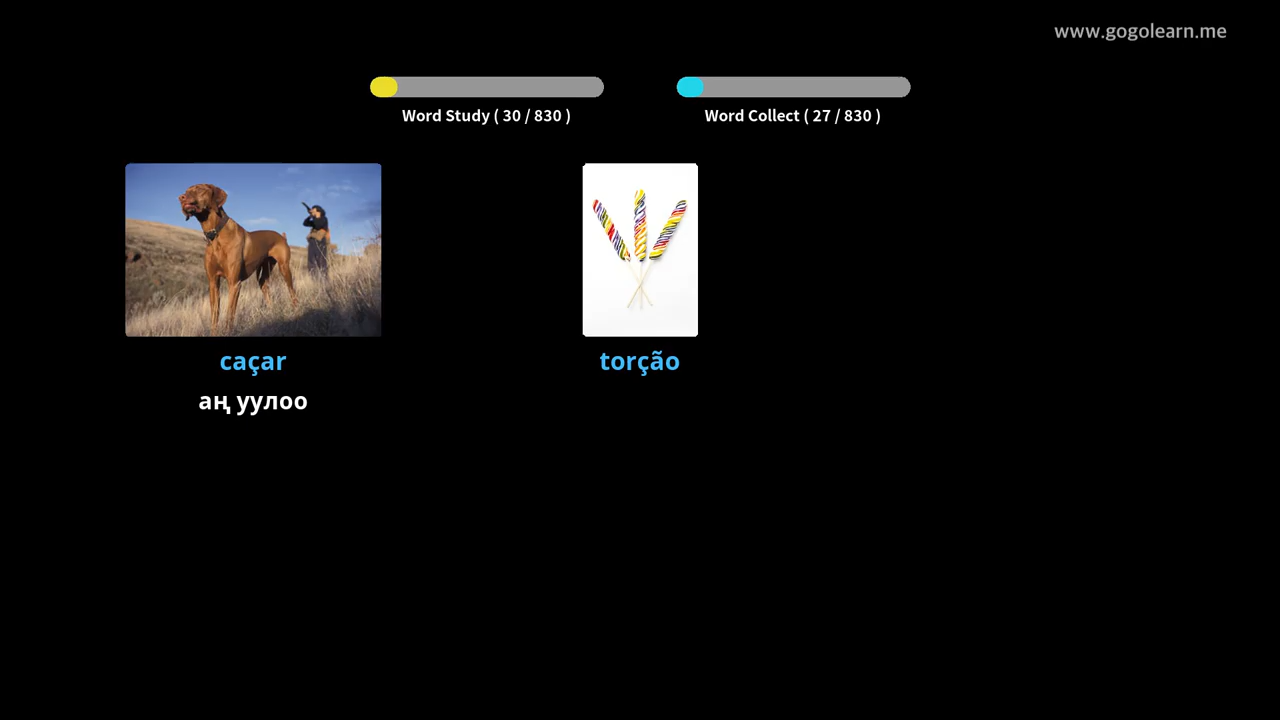 www.gogolearn.me
Word Study ( 30 / 830 )
Word Collect ( 27 / 830 )
caçar
аң уулоо
torção